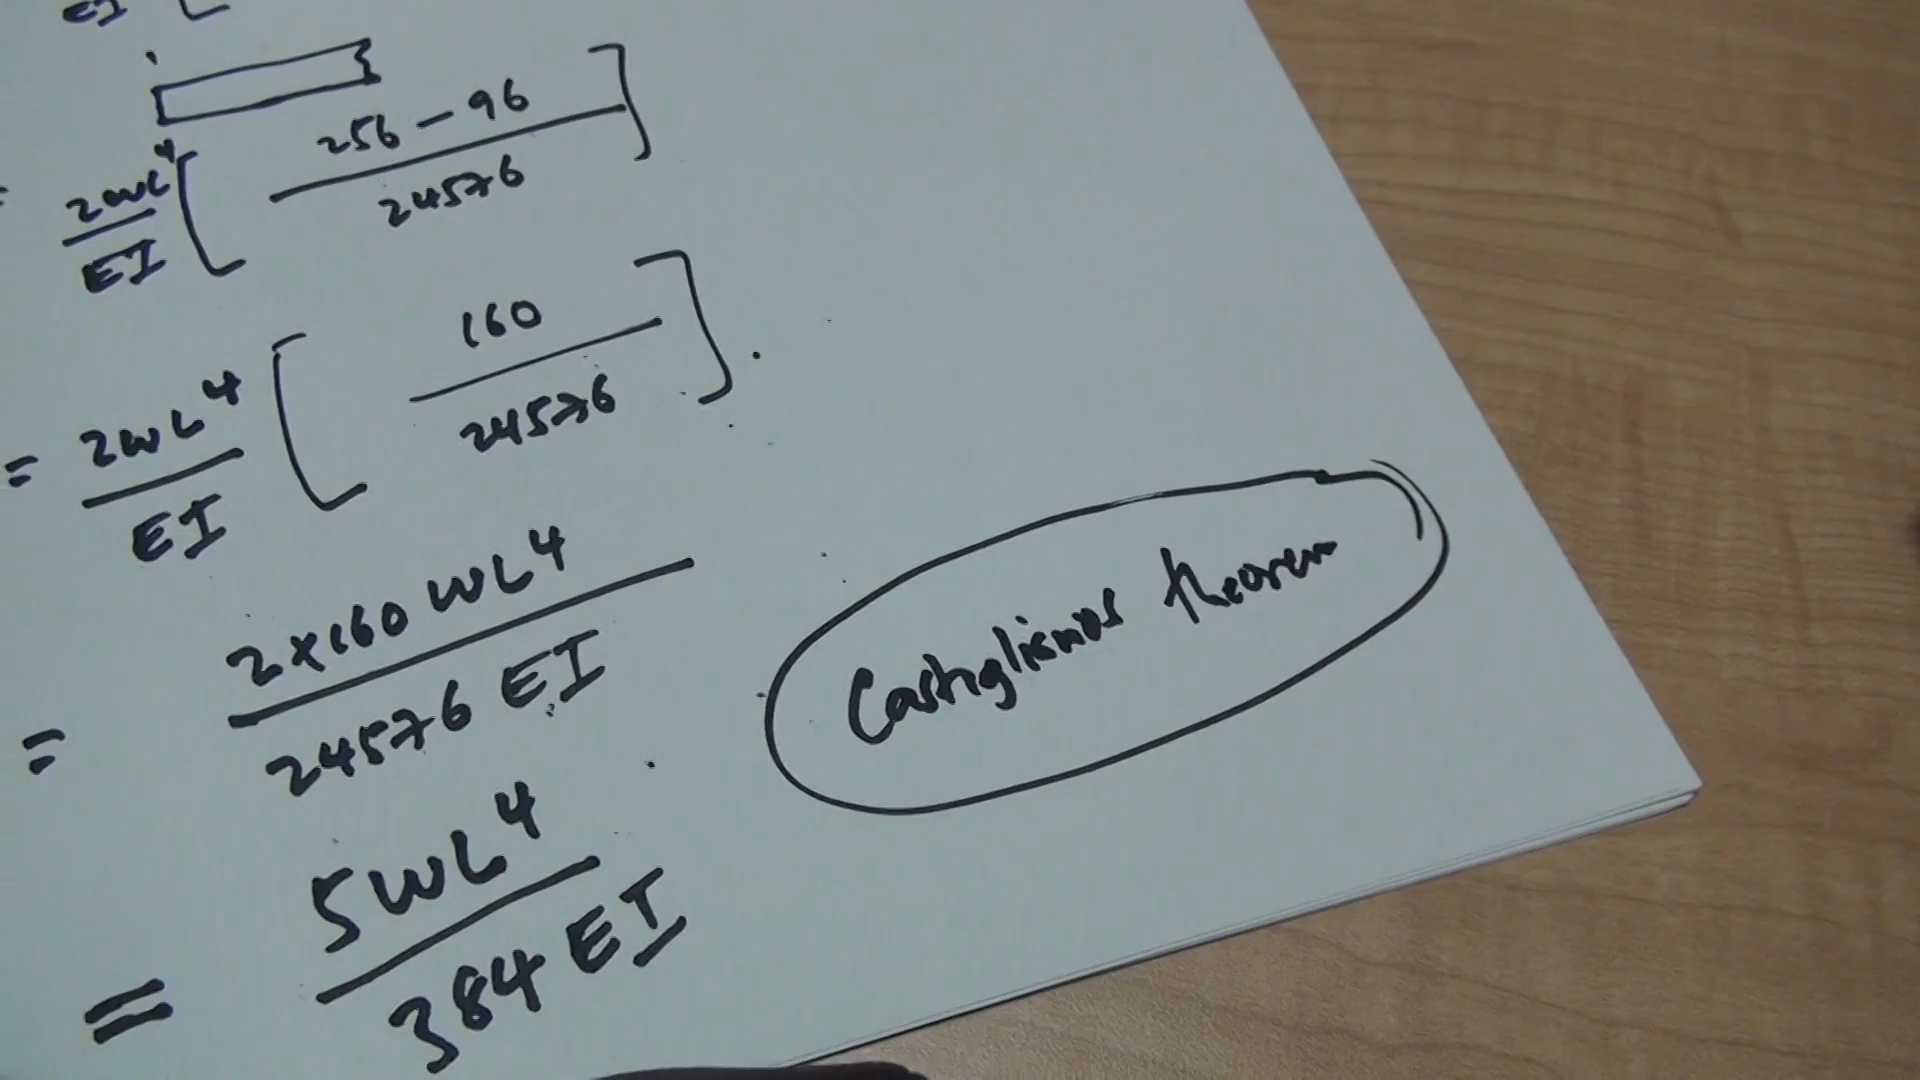 EI [
= 2WL⁴/EI [ 256 - 96 / 24576 ]
= 2WL⁴/EI [ 160 / 24576 ] .
= 2×160 WL⁴ / 24576 EI
= 5WL⁴ / 384 EI
Castiglianos theorem